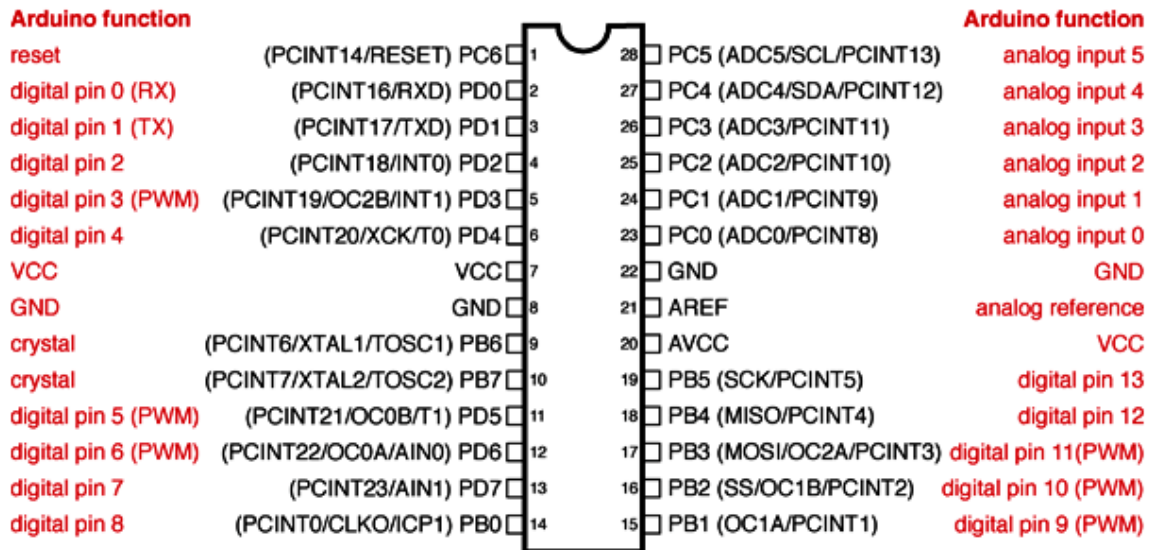 Arduino function Arduino function
reset (PCINT14/RESET) PC6 1 28 PC5 (ADC5/SCL/PCINT13) analog input 5
digital pin 0 (RX) (PCINT16/RXD) PD0 2 27 PC4 (ADC4/SDA/PCINT12) analog input 4
digital pin 1 (TX) (PCINT17/TXD) PD1 3 26 PC3 (ADC3/PCINT11) analog input 3
digital pin 2 (PCINT18/INT0) PD2 4 25 PC2 (ADC2/PCINT10) analog input 2
digital pin 3 (PWM) (PCINT19/OC2B/INT1) PD3 5 24 PC1 (ADC1/PCINT9) analog input 1
digital pin 4 (PCINT20/XCK/T0) PD4 6 23 PC0 (ADC0/PCINT8) analog input 0
VCC VCC 7 22 GND GND
GND GND 8 21 AREF analog reference
crystal (PCINT6/XTAL1/TOSC1) PB6 9 20 AVCC VCC
crystal (PCINT7/XTAL2/TOSC2) PB7 10 19 PB5 (SCK/PCINT5) digital pin 13
digital pin 5 (PWM) (PCINT21/OC0B/T1) PD5 11 18 PB4 (MISO/PCINT4) digital pin 12
digital pin 6 (PWM) (PCINT22/OC0A/AIN0) PD6 12 17 PB3 (MOSI/OC2A/PCINT3) digital pin 11(PWM)
digital pin 7 (PCINT23/AIN1) PD7 13 16 PB2 (SS/OC1B/PCINT2) digital pin 10 (PWM)
digital pin 8 (PCINT0/CLKO/ICP1) PB0 14 15 PB1 (OC1A/PCINT1) digital pin 9 (PWM)